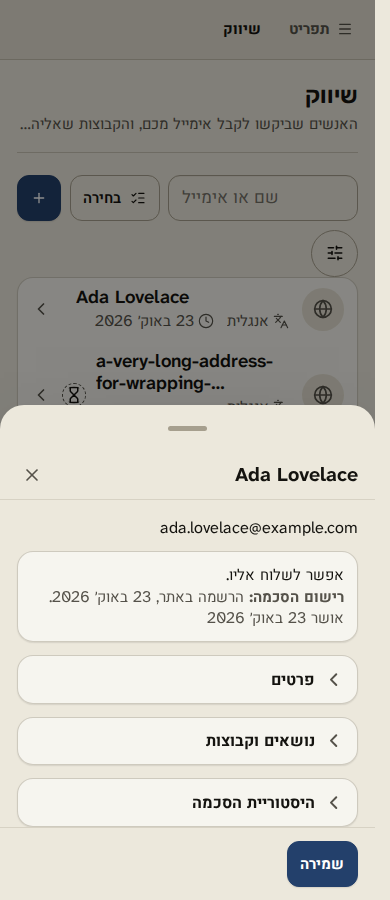 תפריט
שיווק
שיווק
האנשים שביקשו לקבל אימייל מכם, והקבוצות שאליה...
שם או אימייל
בחירה
Ada Lovelace
אנגלית
23 באוק׳ 2026
a-very-long-address-
for-wrapping-...
Ada Lovelace
ada.lovelace@example.com
אפשר לשלוח אליו.
רישום הסכמה: הרשמה באתר, 23 באוק׳ 2026.
אושר 23 באוק׳ 2026
פרטים
נושאים וקבוצות
היסטוריית הסכמה
שמירה